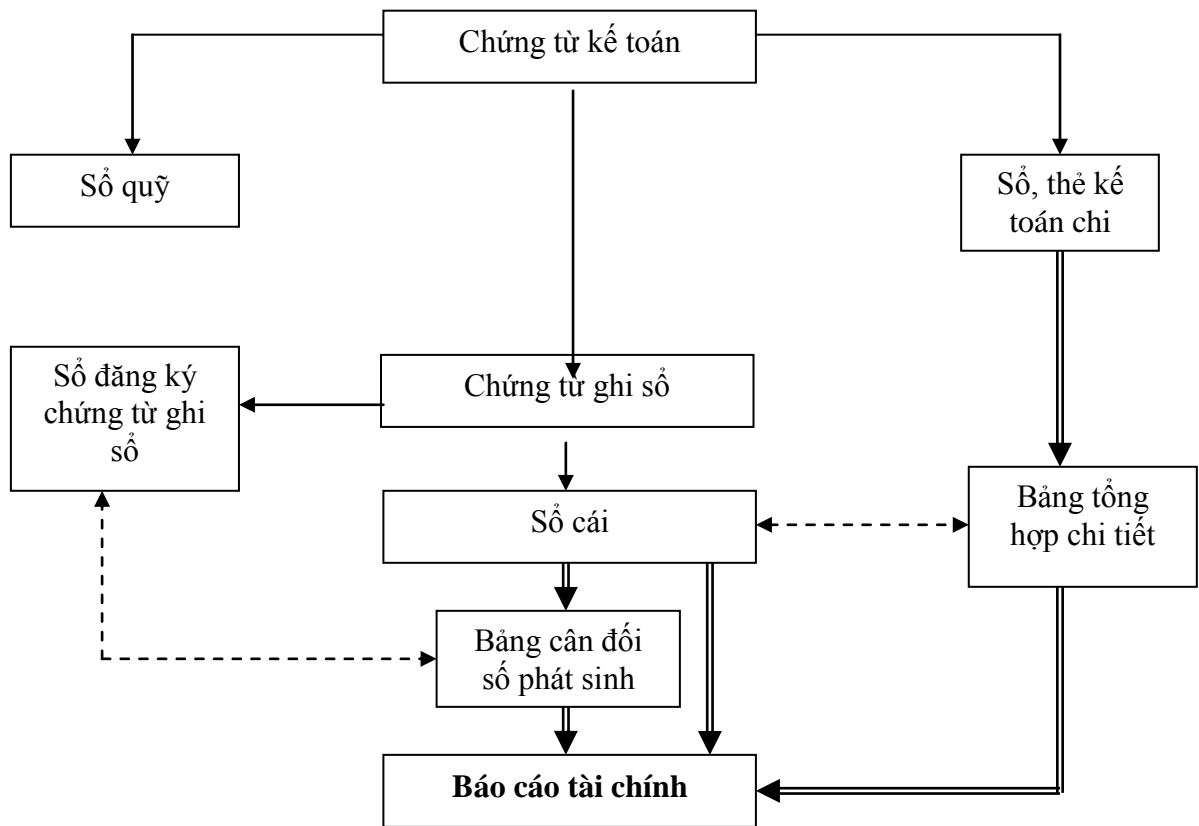 Chứng từ kế toán
Sổ quỹ
Sổ, thẻ kế
toán chi
Sổ đăng ký
chứng từ ghi
sổ
Chứng từ ghi sổ
Sổ cái
Bảng tổng
hợp chi tiết
Bảng cân đối
số phát sinh
Báo cáo tài chính